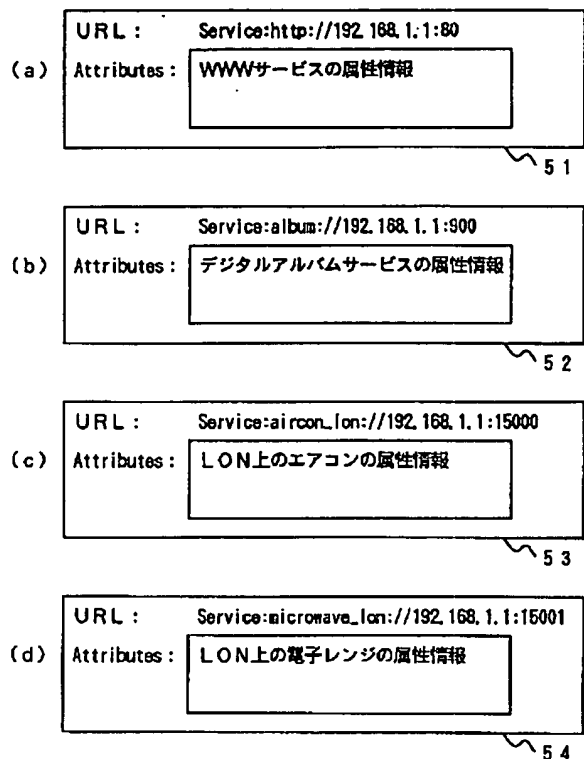 URL： Service:http://192.168.1.1:80
(a) Attributes： WWWサービスの属性情報
51
URL： Service:album://192.168.1.1:900
(b) Attributes： デジタルアルバムサービスの属性情報
52
URL： Service:aircon_lon://192.168.1.1:15000
(c) Attributes： LON上のエアコンの属性情報
53
URL： Service:microwave_lon://192.168.1.1:15001
(d) Attributes： LON上の電子レンジの属性情報
54